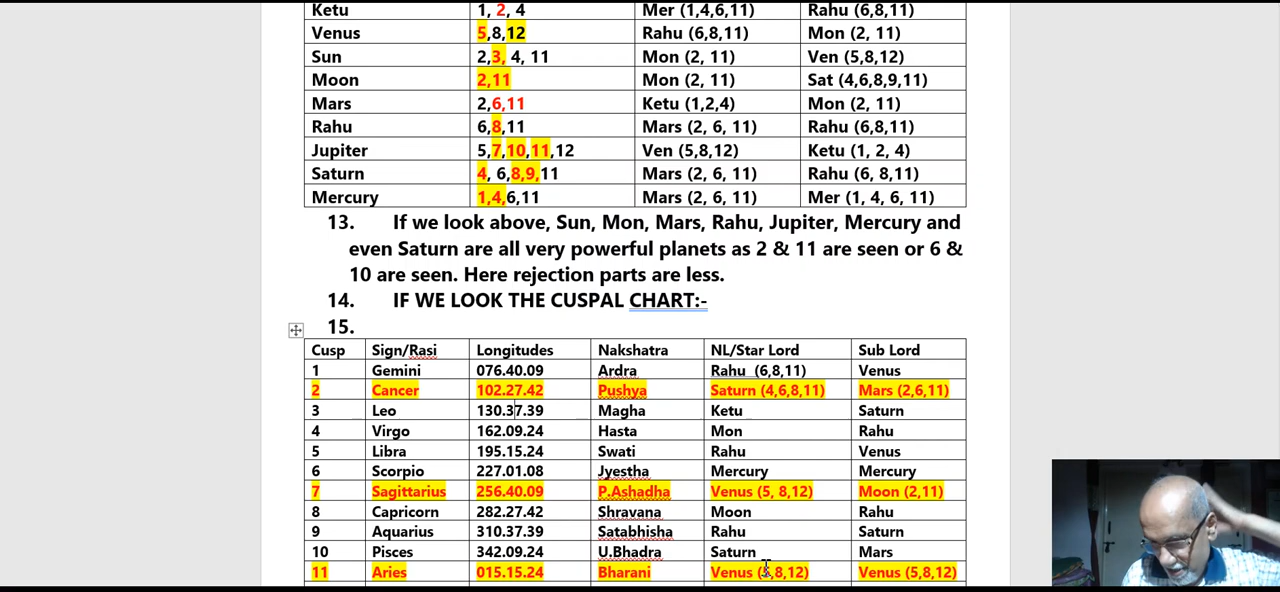 Ketu 1, 2, 4 Mer (1,4,6,11) Rahu (6,8,11)
Venus 5,8,12 Rahu (6,8,11) Mon (2, 11)
Sun 2,3, 4, 11 Mon (2, 11) Ven (5,8,12)
Moon 2,11 Mon (2, 11) Sat (4,6,8,9,11)
Mars 2,6,11 Ketu (1,2,4) Mon (2, 11)
Rahu 6,8,11 Mars (2, 6, 11) Rahu (6,8,11)
Jupiter 5,7,10,11,12 Ven (5,8,12) Ketu (1, 2, 4)
Saturn 4, 6,8,9,11 Mars (2, 6, 11) Rahu (6, 8,11)
Mercury 1,4,6,11 Mars (2, 6, 11) Mer (1, 4, 6, 11)
13. If we look above, Sun, Mon, Mars, Rahu, Jupiter, Mercury and
even Saturn are all very powerful planets as 2 & 11 are seen or 6 &
10 are seen. Here rejection parts are less.
14. IF WE LOOK THE CUSPAL CHART:-
15.
Cusp Sign/Rasi Longitudes Nakshatra NL/Star Lord Sub Lord
1 Gemini 076.40.09 Ardra Rahu (6,8,11) Venus
2 Cancer 102.27.42 Pushya Saturn (4,6,8,11) Mars (2,6,11)
3 Leo 130.37.39 Magha Ketu Saturn
4 Virgo 162.09.24 Hasta Mon Rahu
5 Libra 195.15.24 Swati Rahu Venus
6 Scorpio 227.01.08 Jyestha Mercury Mercury
7 Sagittarius 256.40.09 P.Ashadha Venus (5, 8,12) Moon (2,11)
8 Capricorn 282.27.42 Shravana Moon Rahu
9 Aquarius 310.37.39 Satabhisha Rahu Saturn
10 Pisces 342.09.24 U.Bhadra Saturn Mars
11 Aries 015.15.24 Bharani Venus (5,8,12) Venus (5,8,12)